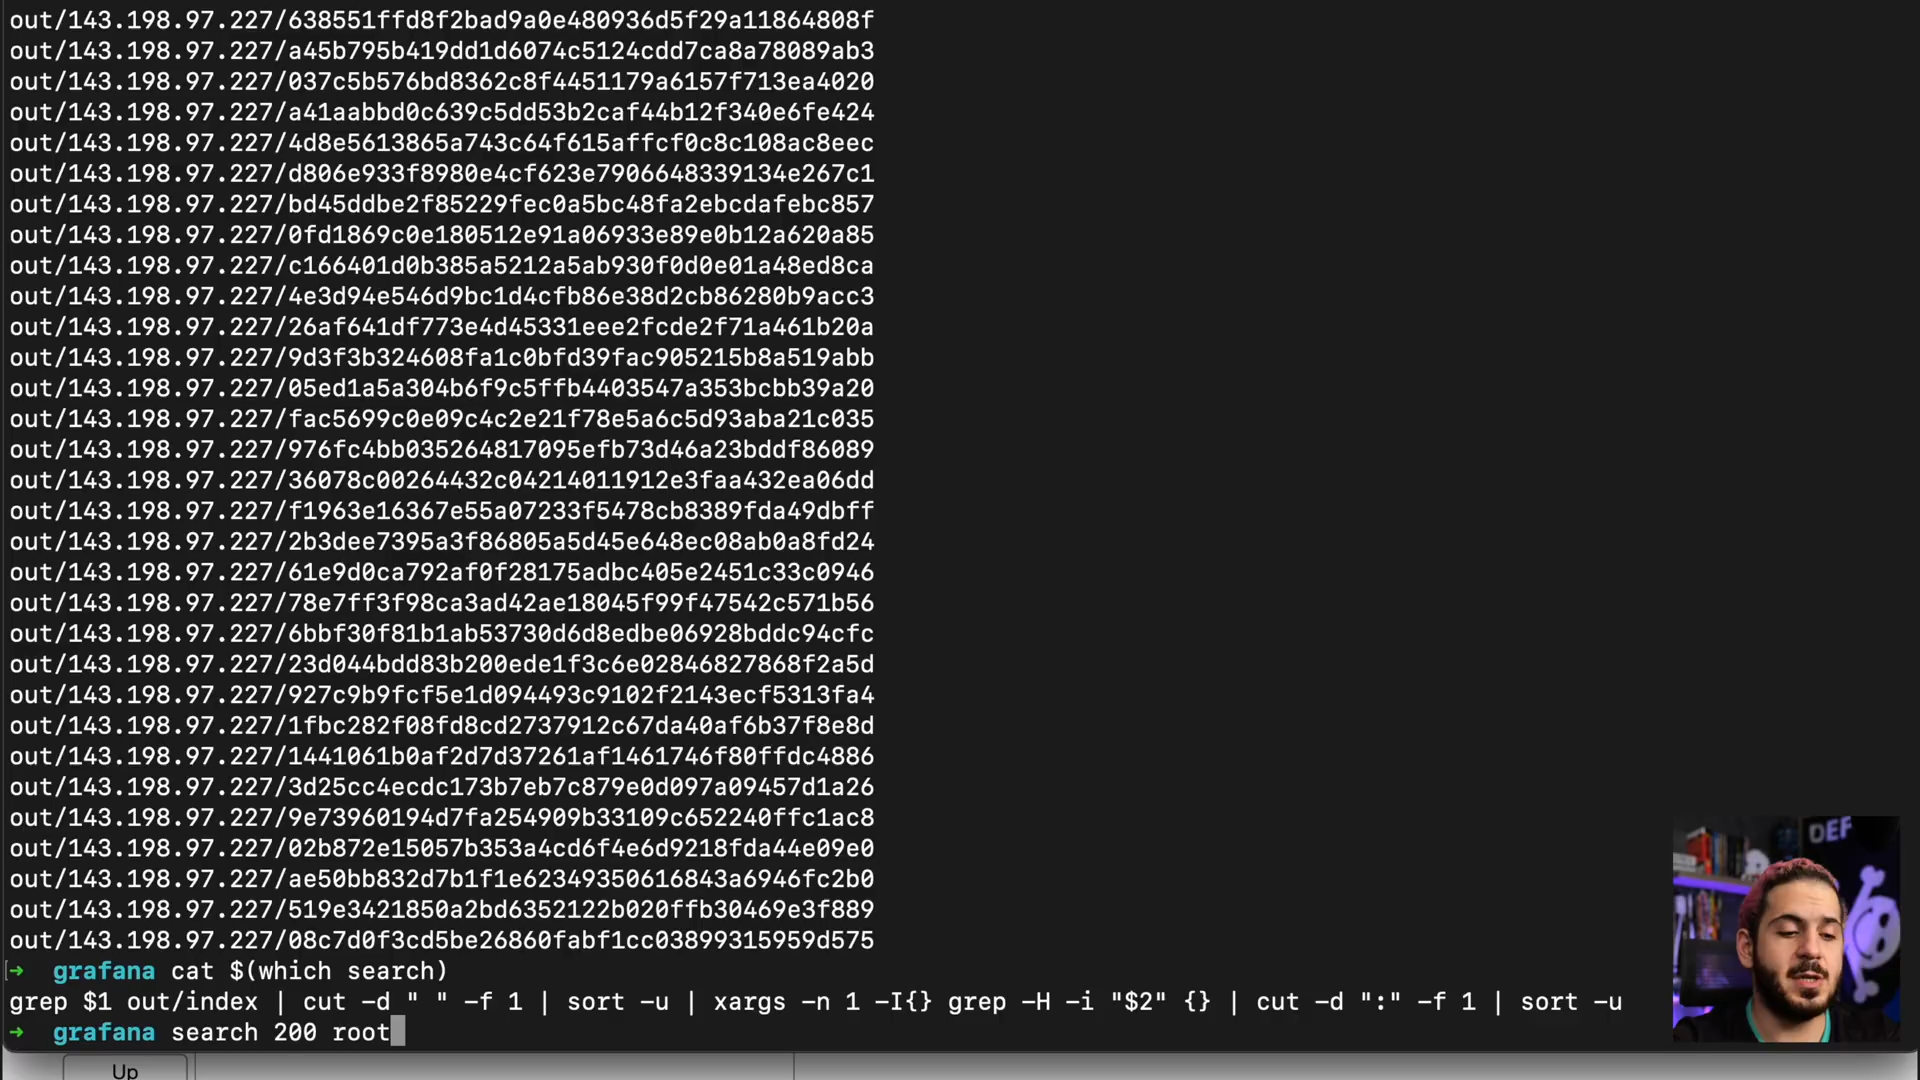 out/143.198.97.227/638551ffd8f2bad9a0e480936d5f29a11864808f
out/143.198.97.227/a45b795b419dd1d6074c5124cdd7ca8a78089ab3
out/143.198.97.227/037c5b576bd8362c8f4451179a6157f713ea4020
out/143.198.97.227/a41aabbd0c639c5dd53b2caf44b12f340e6fe424
out/143.198.97.227/4d8e5613865a743c64f615affcf0c8c108ac8eec
out/143.198.97.227/d806e933f8980e4cf623e7906648339134e267c1
out/143.198.97.227/bd45ddbe2f85229fec0a5bc48fa2ebcdafebc857
out/143.198.97.227/0fd1869c0e180512e91a06933e89e0b12a620a85
out/143.198.97.227/c166401d0b385a5212a5ab930f0d0e01a48ed8ca
out/143.198.97.227/4e3d94e546d9bc1d4cfb86e38d2cb86280b9acc3
out/143.198.97.227/26af641df773e4d45331eee2fcde2f71a461b20a
out/143.198.97.227/9d3f3b324608fa1c0bfd39fac905215b8a519abb
out/143.198.97.227/05ed1a5a304b6f9c5ffb4403547a353bcbb39a20
out/143.198.97.227/fac5699c0e09c4c2e21f78e5a6c5d93aba21c035
out/143.198.97.227/976fc4bb035264817095efb73d46a23bddf86089
out/143.198.97.227/36078c00264432c04214011912e3faa432ea06dd
out/143.198.97.227/f1963e16367e55a07233f5478cb8389fda49dbff
out/143.198.97.227/2b3dee7395a3f86805a5d45e648ec08ab0a8fd24
out/143.198.97.227/61e9d0ca792af0f28175adbc405e2451c33c0946
out/143.198.97.227/78e7ff3f98ca3ad42ae18045f99f47542c571b56
out/143.198.97.227/6bbf30f81b1ab53730d6d8edbe06928bddc94cfc
out/143.198.97.227/23d044bdd83b200ede1f3c6e02846827868f2a5d
out/143.198.97.227/927c9b9fcf5e1d094493c9102f2143ecf5313fa4
out/143.198.97.227/1fbc282f08fd8cd2737912c67da40af6b37f8e8d
out/143.198.97.227/1441061b0af2d7d37261af1461746f80ffdc4886
out/143.198.97.227/3d25cc4ecdc173b7eb7c879e0d097a09457d1a26
out/143.198.97.227/9e73960194d7fa254909b33109c652240ffc1ac8
out/143.198.97.227/02b872e15057b353a4cd6f4e6d9218fda44e09e0
out/143.198.97.227/ae50bb832d7b1f1e62349350616843a6946fc2b0
out/143.198.97.227/519e3421850a2bd6352122b020ffb30469e3f889
out/143.198.97.227/08c7d0f3cd5be26860fabf1cc03899315959d575
[➜ grafana cat $(which search)
grep $1 out/index | cut -d " " -f 1 | sort -u | xargs -n 1 -I{} grep -H -i "$2" {} | cut -d ":" -f 1 | sort -u
➜ grafana search 200 root
Up
DEF